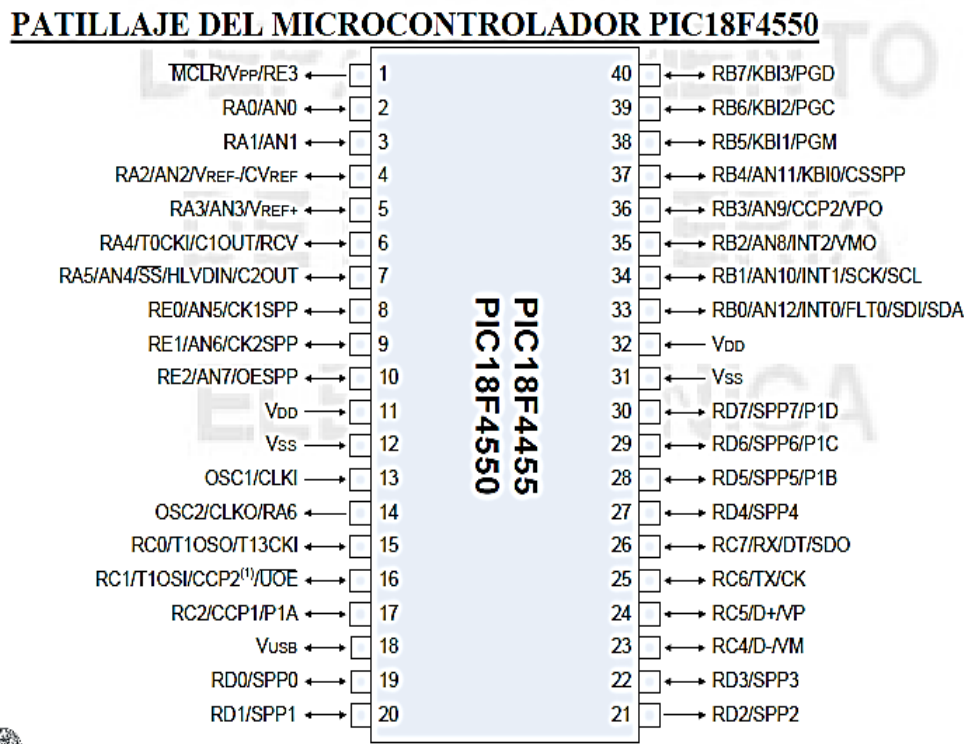 PATILLAJE DEL MICROCONTROLADOR PIC18F4550
MCLR/VPP/RE3 1 40 RB7/KBI3/PGD
RA0/AN0 2 39 RB6/KBI2/PGC
RA1/AN1 3 38 RB5/KBI1/PGM
RA2/AN2/VREF-/CVREF 4 37 RB4/AN11/KBI0/CSSPP
RA3/AN3/VREF+ 5 36 RB3/AN9/CCP2/VPO
RA4/T0CKI/C1OUT/RCV 6 35 RB2/AN8/INT2/VMO
RA5/AN4/SS/HLVDIN/C2OUT 7 34 RB1/AN10/INT1/SCK/SCL
RE0/AN5/CK1SPP 8 33 RB0/AN12/INT0/FLT0/SDI/SDA
RE1/AN6/CK2SPP 9 32 VDD
RE2/AN7/OESPP 10 31 VSS
VDD 11 30 RD7/SPP7/P1D
VSS 12 29 RD6/SPP6/P1C
OSC1/CLKI 13 28 RD5/SPP5/P1B
OSC2/CLKO/RA6 14 27 RD4/SPP4
RC0/T1OSO/T13CKI 15 26 RC7/RX/DT/SDO
RC1/T1OSI/CCP2(1)/UOE 16 25 RC6/TX/CK
RC2/CCP1/P1A 17 24 RC5/D+/VP
VUSB 18 23 RC4/D-/VM
RD0/SPP0 19 22 RD3/SPP3
RD1/SPP1 20 21 RD2/SPP2
PIC18F4455
PIC18F4550